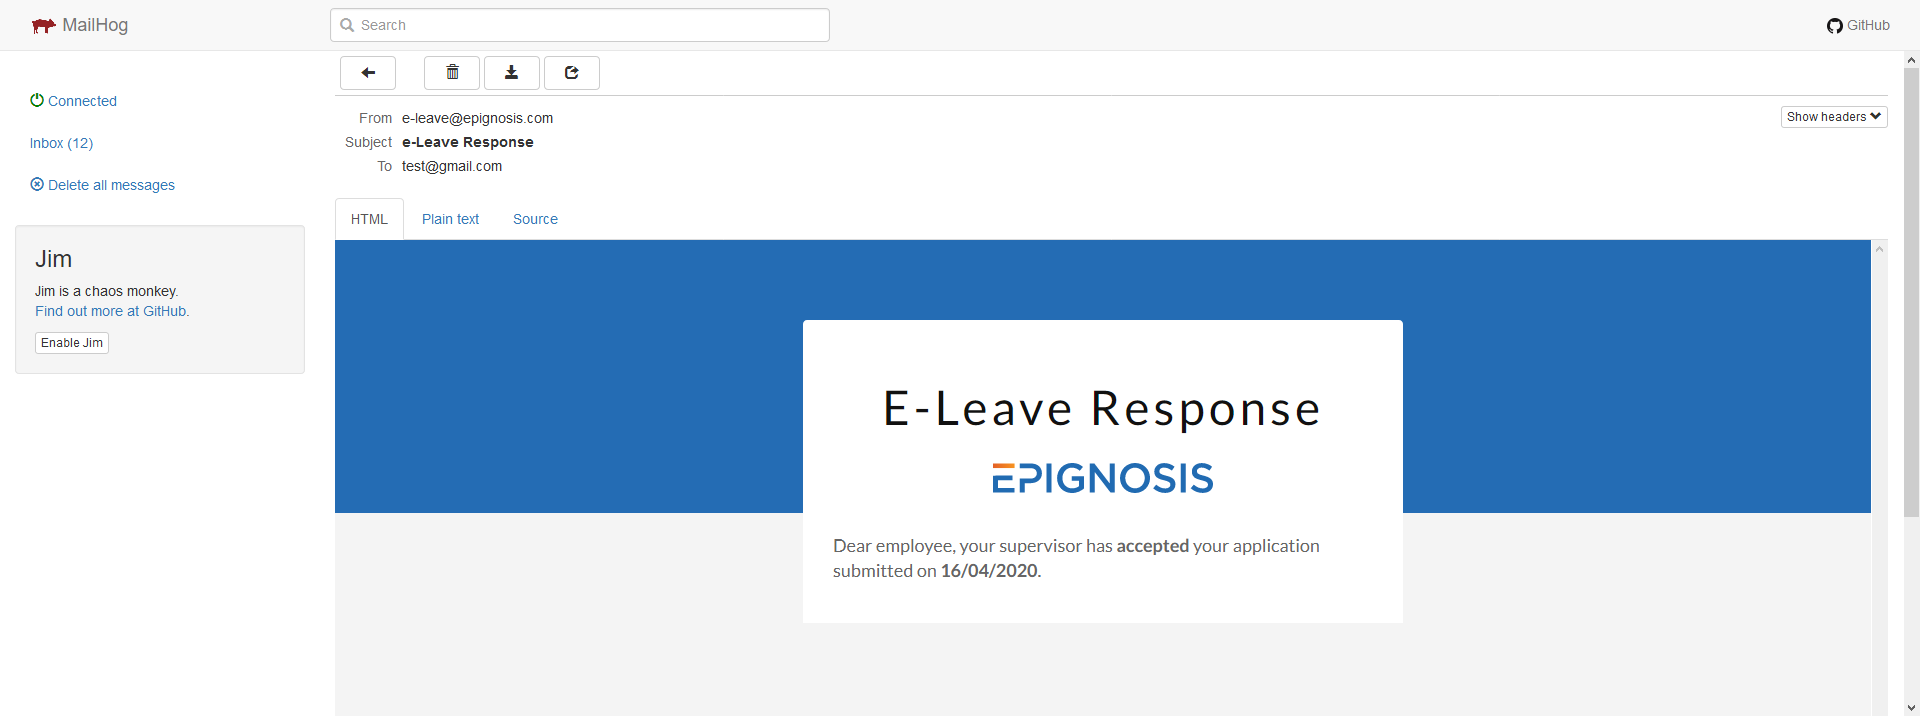 MailHog
Search
GitHub
Connected
Inbox (12)
Delete all messages
Jim
Jim is a chaos monkey.
Find out more at GitHub.
Enable Jim
From e-leave@epignosis.com
Show headers
Subject e-Leave Response
To test@gmail.com
HTML Plain text Source
E-Leave Response
EPIGNOSIS
Dear employee, your supervisor has accepted your application
submitted on 16/04/2020.